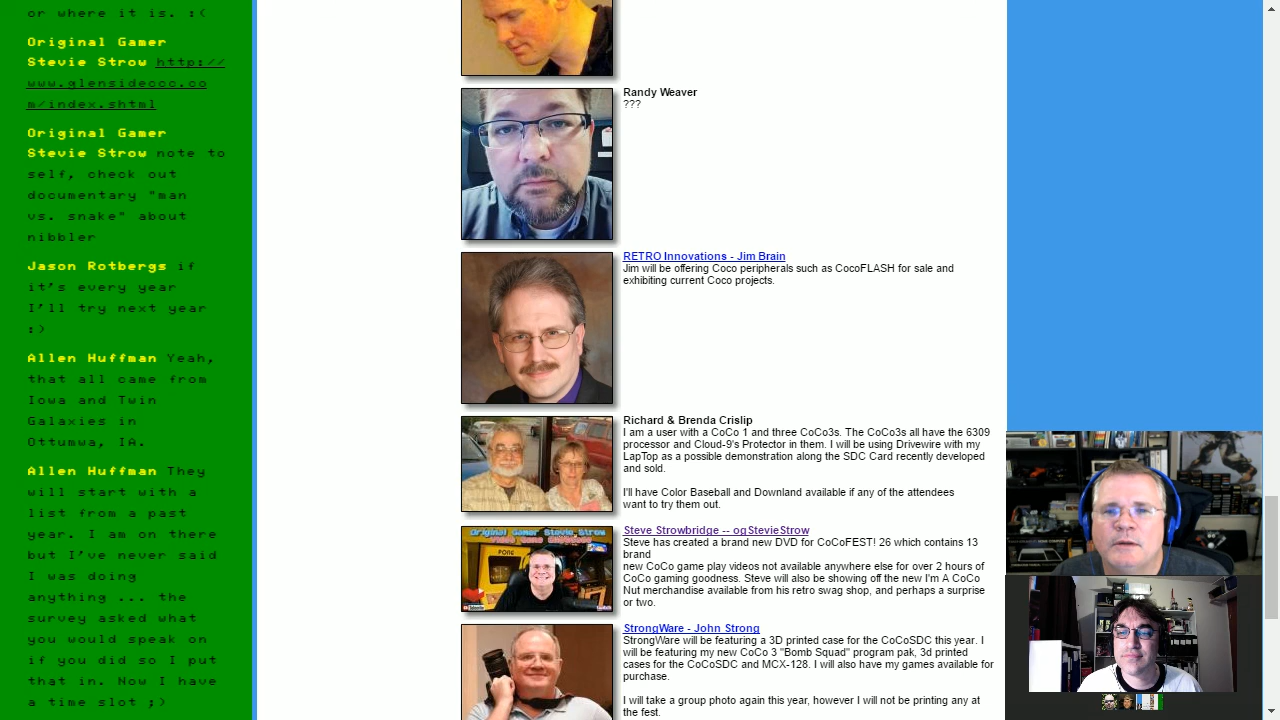 or where it is. :(
Original Gamer
Stevie Strow http://
www.glensidecoco.co
m/index.shtml
Original Gamer
Stevie Strow note to
self, check out
documentary "man
vs. snake" about
nibbler
Jason Rotbergs if
it's every year
I'll try next year
:)
Allen Huffman Yeah,
that all came from
Iowa and Twin
Galaxies in
Ottumwa, IA.
Allen Huffman They
will start with a
list from a past
year. I am on there
but I've never said
I was doing
anything ... the
survey asked what
you would speak on
if you did so I put
that in. Now I have
a time slot ;)
Randy Weaver
???
RETRO Innovations - Jim Brain
Jim will be offering Coco peripherals such as CocoFLASH for sale and
exhibiting current Coco projects.
Richard & Brenda Crislip
I am a user with a CoCo 1 and three CoCo3s. The CoCo3s all have the 6309
processor and Cloud-9's Protector in them. I will be using Drivewire with my
LapTop as a possible demonstration along the SDC Card recently developed
and sold.
I'll have Color Baseball and Downland available if any of the attendees
want to try them out.
Steve Strowbridge -- ogStevieStrow
Steve has created a brand new DVD for CoCoFEST! 26 which contains 13
brand
new CoCo game play videos not available anywhere else for over 2 hours of
CoCo gaming goodness. Steve will also be showing off the new I'm A CoCo
Nut merchandise available from his retro swag shop, and perhaps a surprise
or two.
Original Gamer Stevie Strow
PONG
StrongWare - John Strong
StrongWare will be featuring a 3D printed case for the CoCoSDC this year. I
will be featuring my new CoCo 3 "Bomb Squad" program pak, 3d printed
cases for the CoCoSDC and MCX-128. I will also have my games available for
purchase.
I will take a group photo again this year, however I will not be printing any at
the fest.